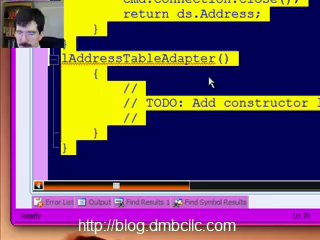 cmd.Connection.Close();
return ds.Address;
}
}
lAddressTableAdapter()
{
//
// TODO: Add constructor l
//
}
}
Error List Output Find Results 1 Find Symbol Results
Ready Ln 70
http://blog.dmbcllc.com